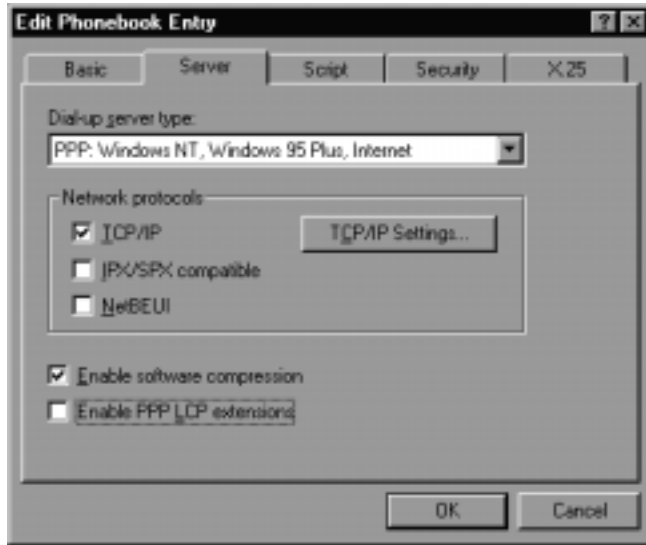 Edit Phonebook Entry
Basic Server Script Security X.25
Dial-up server type:
PPP: Windows NT, Windows 95 Plus, Internet
Network protocols
TCP/IP TCP/IP Settings...
IPX/SPX compatible
NetBEUI
Enable software compression
Enable PPP LCP extensions
OK Cancel